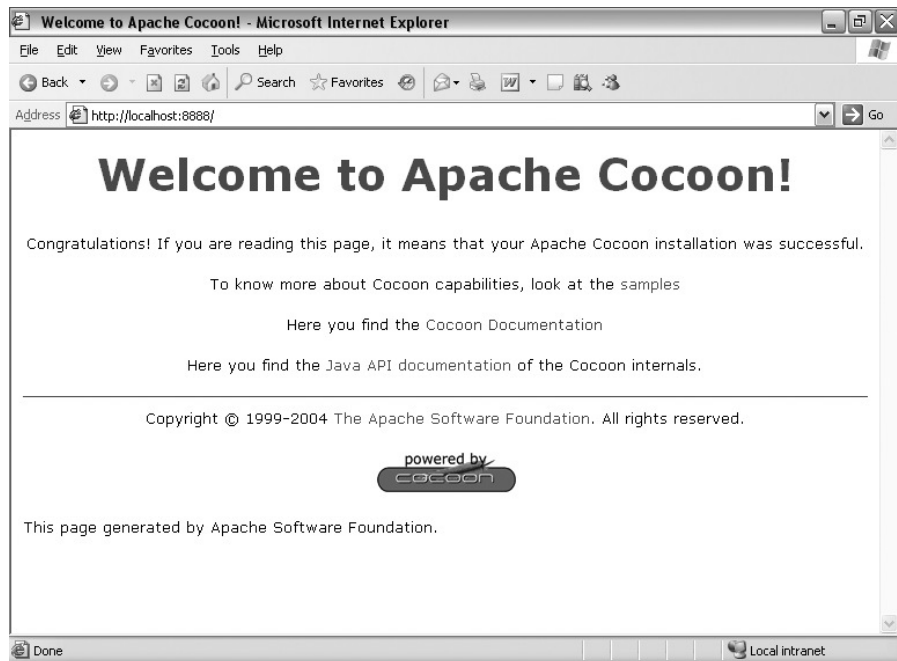 Welcome to Apache Cocoon! - Microsoft Internet Explorer
File Edit View Favorites Tools Help
Back Search Favorites
Address http://localhost:8888/ Go
Welcome to Apache Cocoon!
Congratulations! If you are reading this page, it means that your Apache Cocoon installation was successful.
To know more about Cocoon capabilities, look at the samples
Here you find the Cocoon Documentation
Here you find the Java API documentation of the Cocoon internals.
Copyright © 1999-2004 The Apache Software Foundation. All rights reserved.
powered by
cocoon
This page generated by Apache Software Foundation.
Done Local intranet